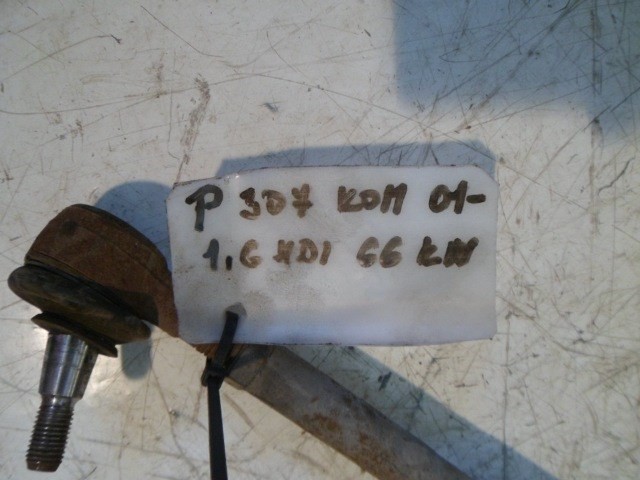 P 307 KOM 01-
1,6 HDI 66 KW